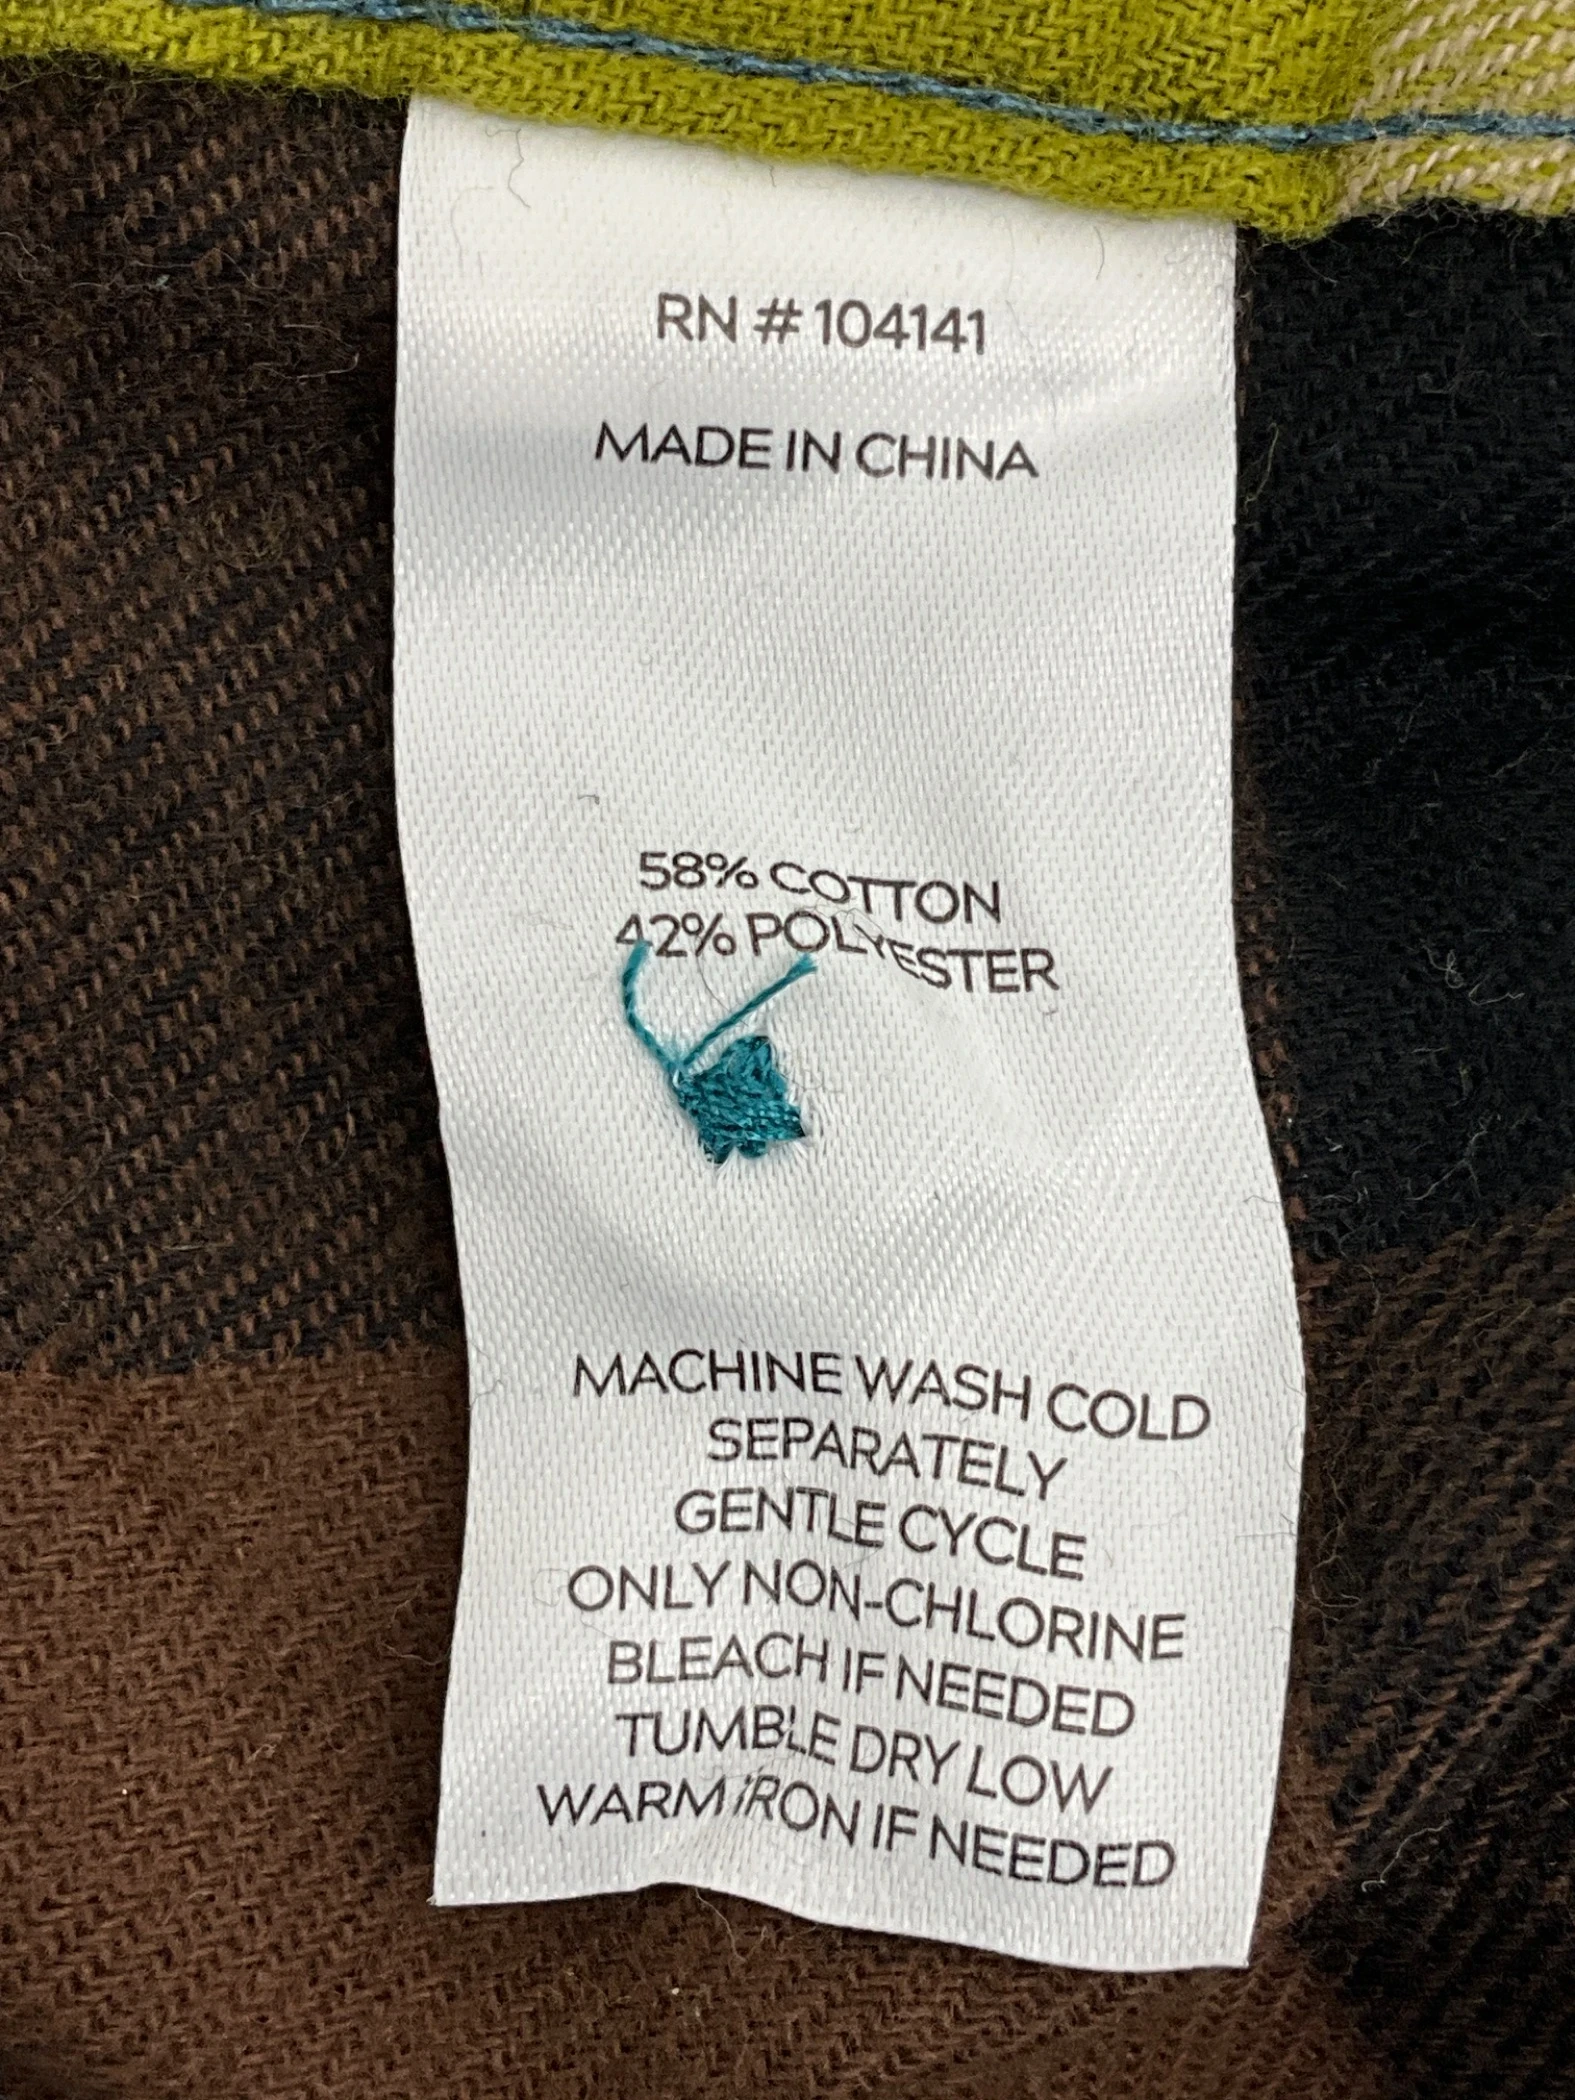 RN # 104141
MADE IN CHINA
58% COTTON
42% POLYESTER
MACHINE WASH COLD
SEPARATELY
GENTLE CYCLE
ONLY NON-CHLORINE
BLEACH IF NEEDED
TUMBLE DRY LOW
WARM IRON IF NEEDED